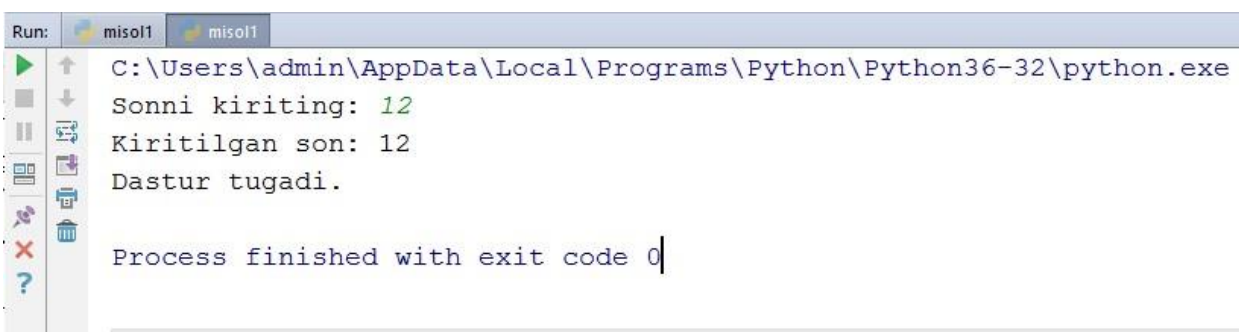 Run: misol1 misol1
C:\Users\admin\AppData\Local\Programs\Python\Python36-32\python.exe
Sonni kiriting: 12
Kiritilgan son: 12
Dastur tugadi.
Process finished with exit code 0